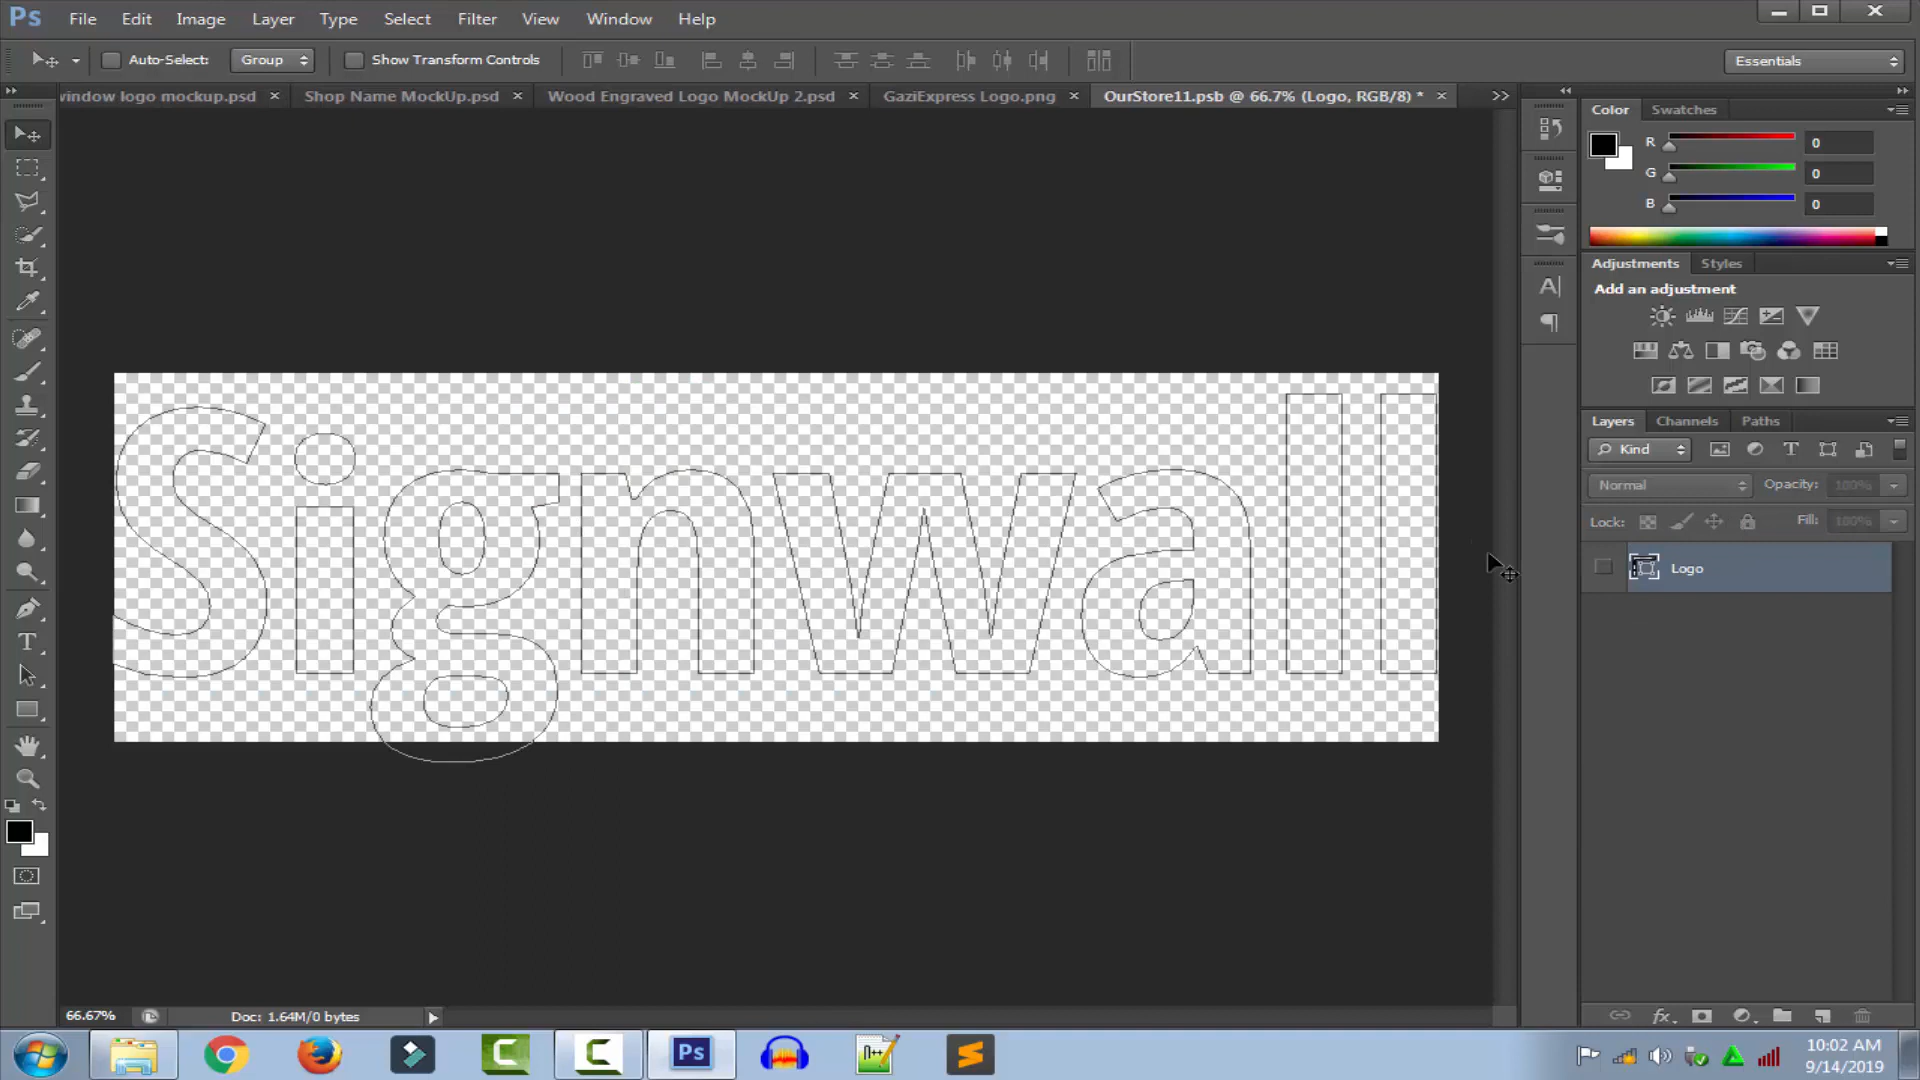 Ps File Edit Image Layer Type Select Filter View Window Help
Auto-Select: Group Show Transform Controls Essentials
window logo mockup.psd Shop Name MockUp.psd Wood Engraved Logo MockUp 2.psd GaziExpress Logo.png OurStore11.psb @ 66.7% (Logo, RGB/8) *
Color Swatches
R 0
G 0
B 0
Adjustments Styles
Add an adjustment
Layers Channels Paths
Kind
Normal Opacity: 100%
Lock: Fill: 100%
Logo
Signwall
66.67% Doc: 1.64M/0 bytes
10:02 AM
9/14/2019